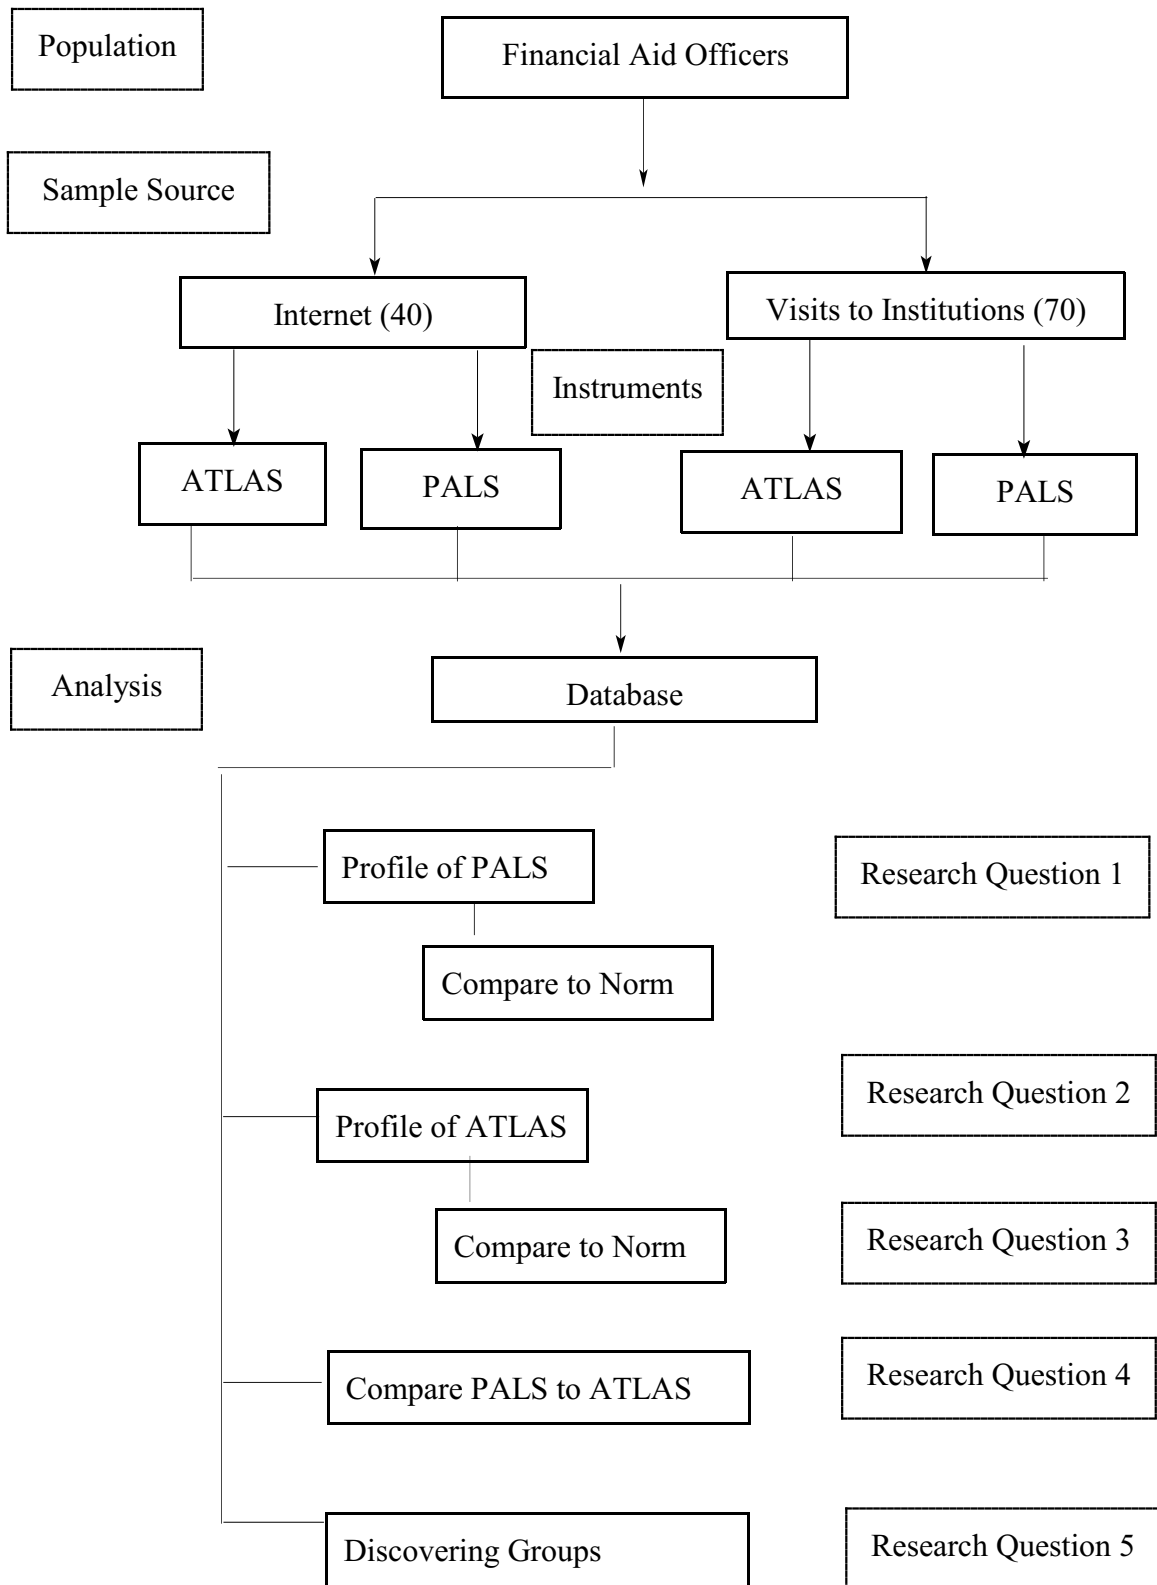 Population
Financial Aid Officers
Sample Source
Internet (40)
Visits to Institutions (70)
Instruments
ATLAS
PALS
ATLAS
PALS
Analysis
Database
Profile of PALS
Research Question 1
Compare to Norm
Research Question 2
Profile of ATLAS
Research Question 3
Compare to Norm
Research Question 4
Compare PALS to ATLAS
Research Question 5
Discovering Groups